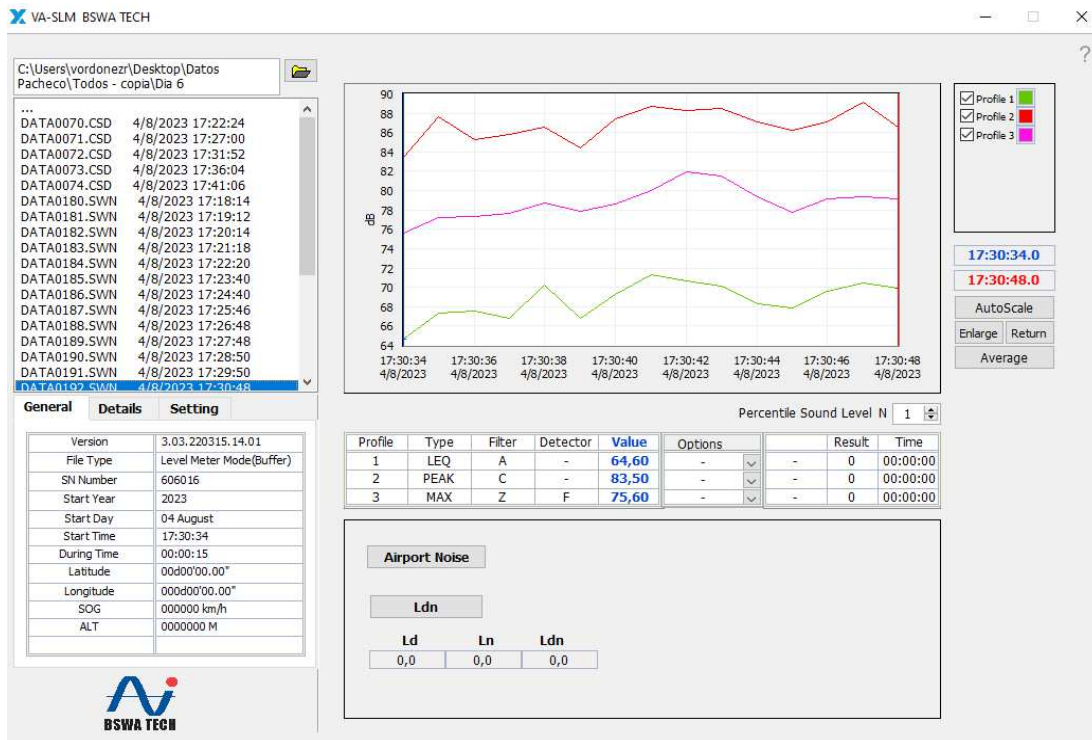 VA-SLM BSWA TECH
?
C:\Users\vordonezr\Desktop\Datos
Pacheco\Todos - copia\Dia 6
...
DATA0070.CSD 4/8/2023 17:22:24
DATA0071.CSD 4/8/2023 17:27:00
DATA0072.CSD 4/8/2023 17:31:52
DATA0073.CSD 4/8/2023 17:36:04
DATA0074.CSD 4/8/2023 17:41:06
DATA0180.SWN 4/8/2023 17:18:14
DATA0181.SWN 4/8/2023 17:19:12
DATA0182.SWN 4/8/2023 17:20:14
DATA0183.SWN 4/8/2023 17:21:18
DATA0184.SWN 4/8/2023 17:22:20
DATA0185.SWN 4/8/2023 17:23:40
DATA0186.SWN 4/8/2023 17:24:40
DATA0187.SWN 4/8/2023 17:25:46
DATA0188.SWN 4/8/2023 17:26:48
DATA0189.SWN 4/8/2023 17:27:48
DATA0190.SWN 4/8/2023 17:28:50
DATA0191.SWN 4/8/2023 17:29:50
DATA0192.SWN 4/8/2023 17:30:48
General Details Setting
Version 3.03.220315.14.01
File Type Level Meter Mode(Buffer)
SN Number 606016
Start Year 2023
Start Day 04 August
Start Time 17:30:34
During Time 00:00:15
Latitude 00d00'00.00"
Longitude 000d00'00.00"
SOG 000000 km/h
ALT 0000000 M
BSWA TECH
dB
90
88
86
84
82
80
78
76
74
72
70
68
66
64
17:30:34 17:30:36 17:30:38 17:30:40 17:30:42 17:30:44 17:30:46 17:30:48
4/8/2023 4/8/2023 4/8/2023 4/8/2023 4/8/2023 4/8/2023 4/8/2023 4/8/2023
Profile 1
Profile 2
Profile 3
17:30:34.0
17:30:48.0
AutoScale
Enlarge Return
Average
Percentile Sound Level N 1
Profile Type Filter Detector Value Options Result Time
1 LEQ A - 64,60 - - 0 00:00:00
2 PEAK C - 83,50 - - 0 00:00:00
3 MAX Z F 75,60 - - 0 00:00:00
Airport Noise
Ldn
Ld Ln Ldn
0,0 0,0 0,0